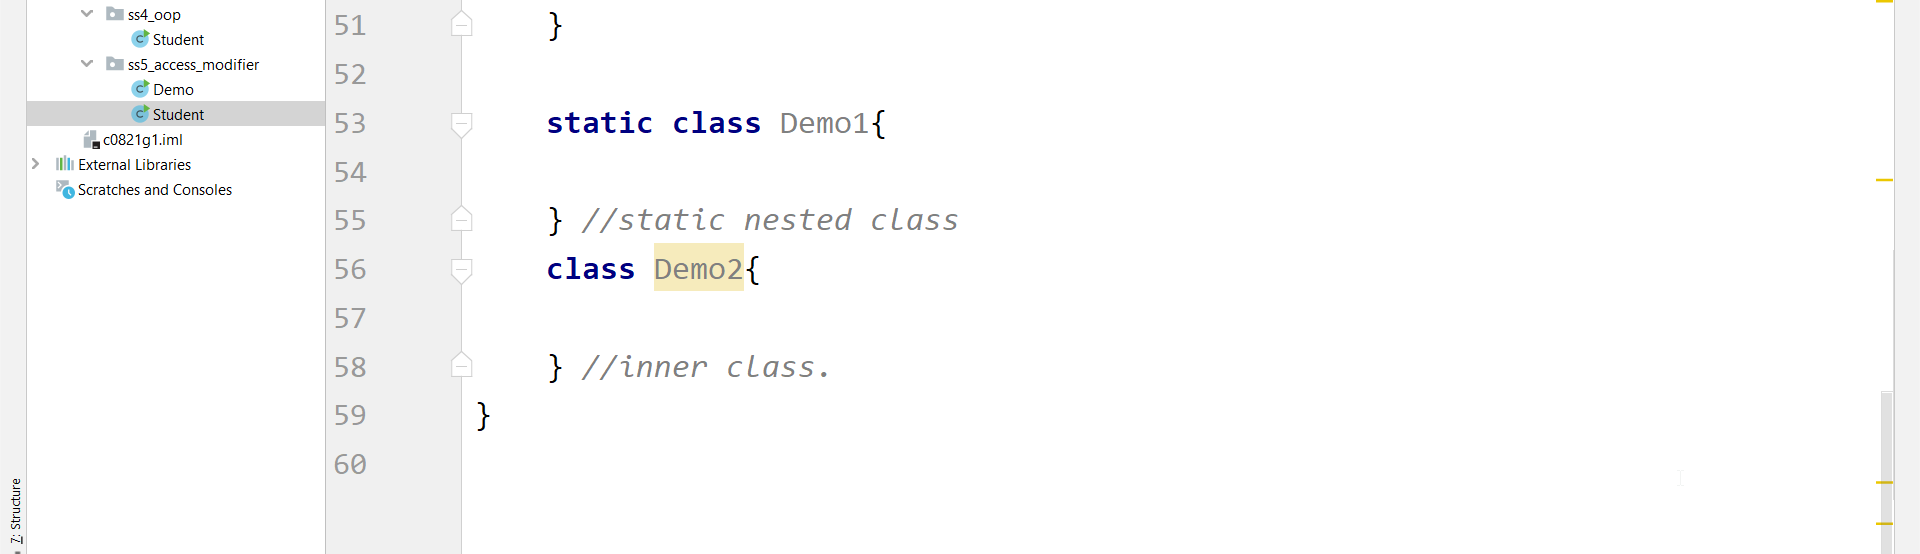 ss4_oop
Student
ss5_access_modifier
Demo
Student
c0821g1.iml
External Libraries
Scratches and Consoles
7: Structure
51 }
52
53 static class Demo1{
54
55 } //static nested class
56 class Demo2{
57
58 } //inner class.
59 }
60